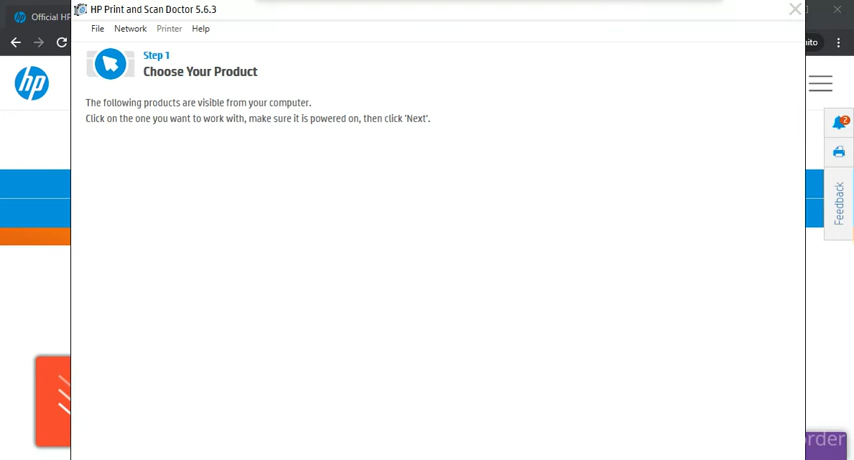 Official HP
HP Print and Scan Doctor 5.6.3
File Network Printer Help
Step 1
Choose Your Product
The following products are visible from your computer.
Click on the one you want to work with, make sure it is powered on, then click 'Next'.
hp
2
Feedback